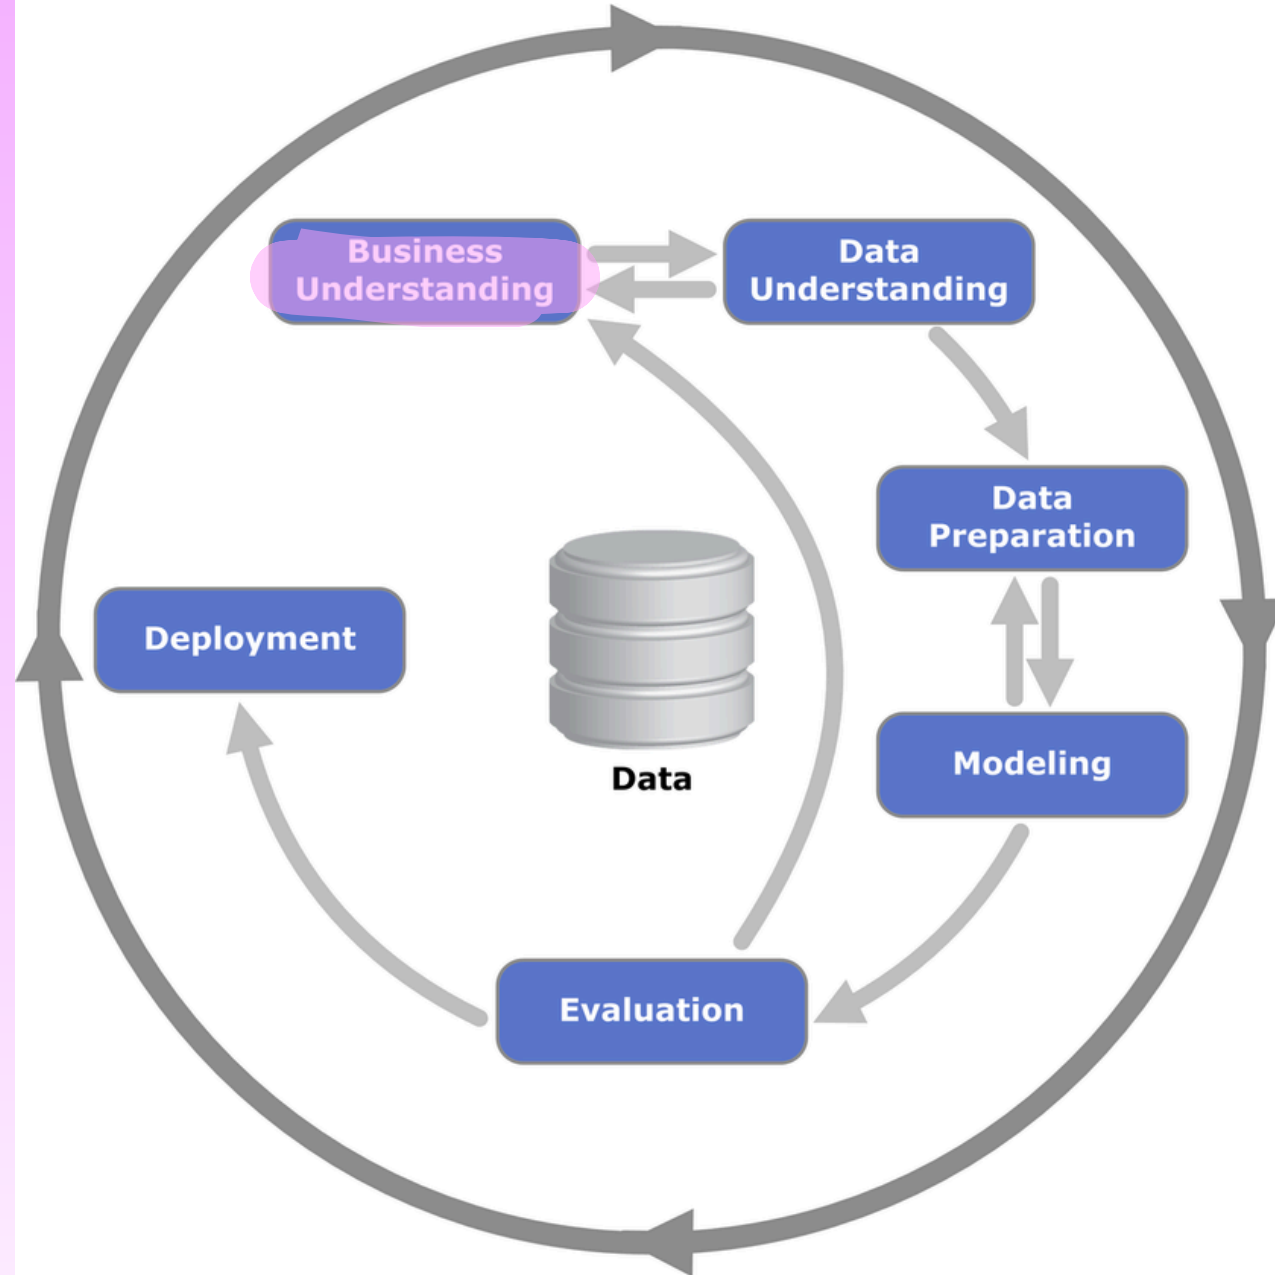 Business
Understanding
Data
Understanding
Data
Preparation
Deployment
Modeling
Data
Evaluation